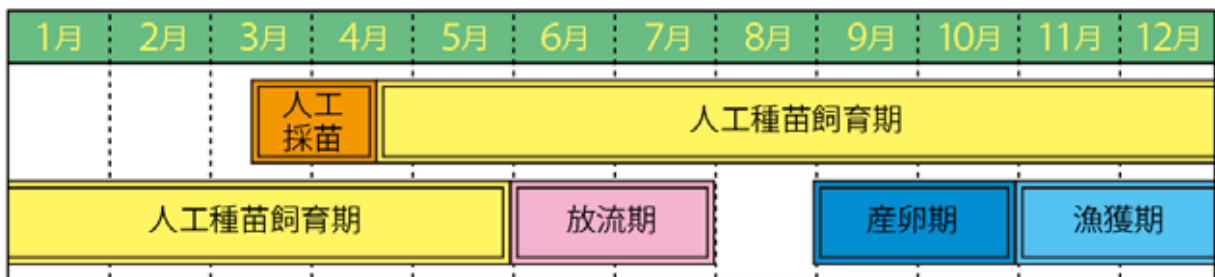 1月 2月 3月 4月 5月 6月 7月 8月 9月 10月 11月 12月
人工
採苗
人工種苗飼育期
人工種苗飼育期 放流期 産卵期 漁獲期